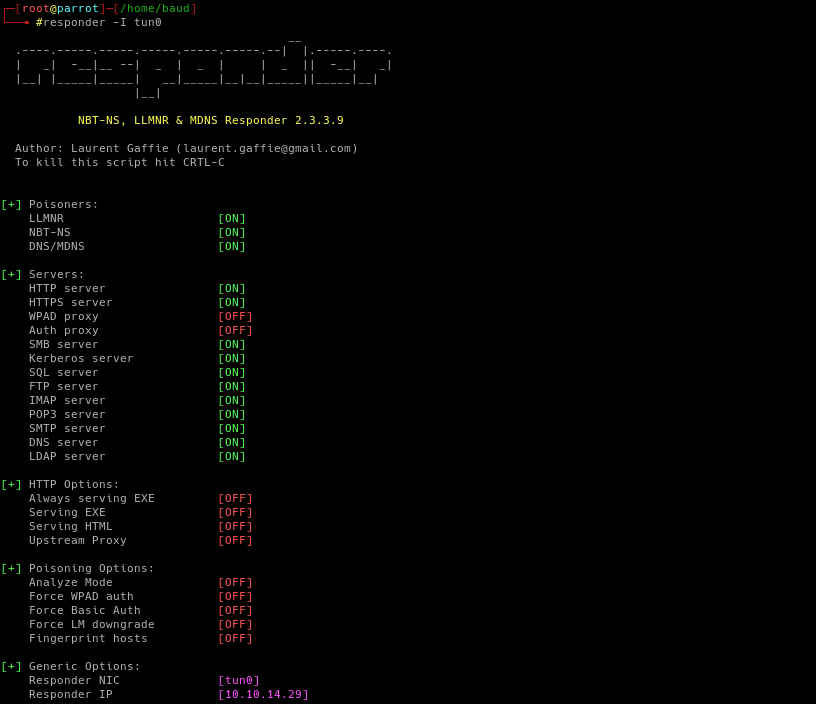 ┌─[root@parrot]─[/home/baud]
└──╼ #responder -I tun0
                                         __
  .----.-----.-----.-----.-----.-----.--|  |.-----.----.
  |   _|  -__|__ --|  _  |  _  |     |  _  ||  -__|   _|
  |__| |_____|_____|   __|_____|__|__|_____||_____|__|
                   |__|
           NBT-NS, LLMNR & MDNS Responder 2.3.3.9
  Author: Laurent Gaffie (laurent.gaffie@gmail.com)
  To kill this script hit CRTL-C
[+] Poisoners:
    LLMNR                      [ON]
    NBT-NS                     [ON]
    DNS/MDNS                   [ON]
[+] Servers:
    HTTP server                [ON]
    HTTPS server               [ON]
    WPAD proxy                 [OFF]
    Auth proxy                 [OFF]
    SMB server                 [ON]
    Kerberos server            [ON]
    SQL server                 [ON]
    FTP server                 [ON]
    IMAP server                [ON]
    POP3 server                [ON]
    SMTP server                [ON]
    DNS server                 [ON]
    LDAP server                [ON]
[+] HTTP Options:
    Always serving EXE         [OFF]
    Serving EXE                [OFF]
    Serving HTML               [OFF]
    Upstream Proxy             [OFF]
[+] Poisoning Options:
    Analyze Mode               [OFF]
    Force WPAD auth            [OFF]
    Force Basic Auth           [OFF]
    Force LM downgrade         [OFF]
    Fingerprint hosts          [OFF]
[+] Generic Options:
    Responder NIC              [tun0]
    Responder IP               [10.10.14.29]